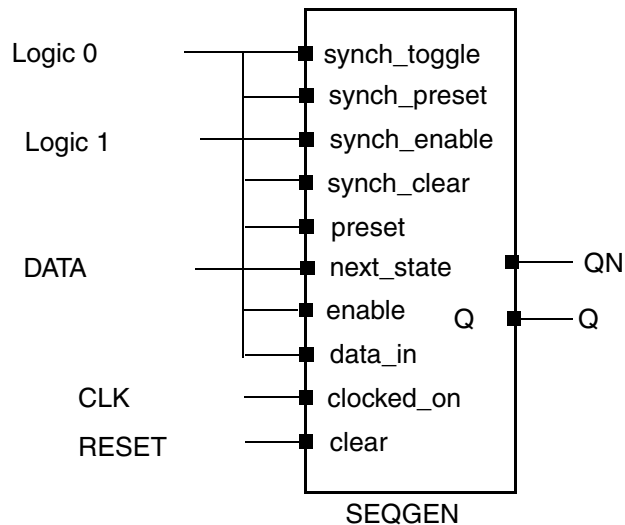 Logic 0
synch_toggle
synch_preset
Logic 1
synch_enable
synch_clear
preset
DATA
next_state
QN
enable
Q
Q
data_in
CLK
clocked_on
RESET
clear
SEQGEN